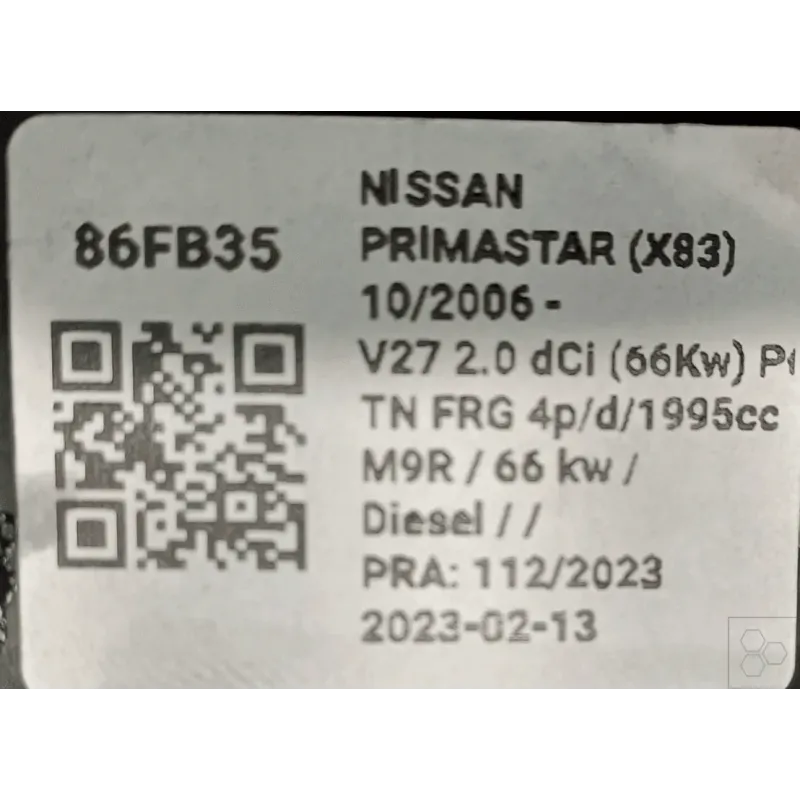 86FB35
NISSAN
PRIMASTAR (X83)
10/2006 -
V27 2.0 dCi (66Kw)
TN FRG 4p/d/1995cc
M9R / 66 kw /
Diesel / /
PRA: 112/2023
2023-02-13